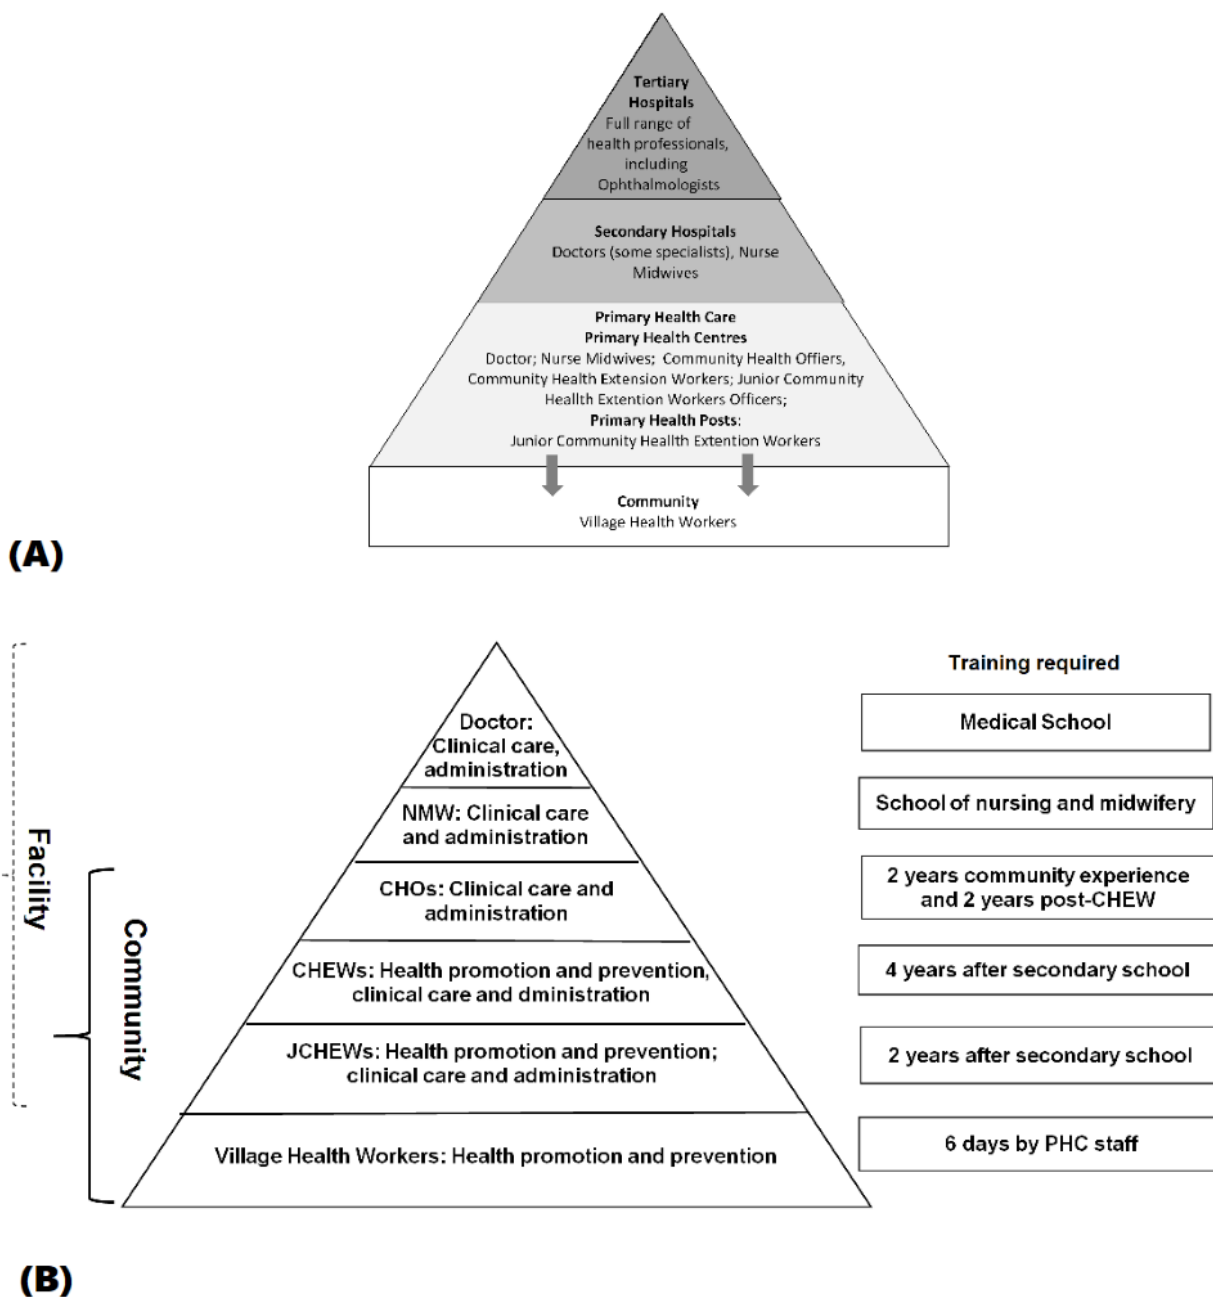 Tertiary
Hospitals
Full range of
health professionals,
including
Ophthalmologists
Secondary Hospitals
Doctors (some specialists), Nurse
Midwives
Primary Health Care
Primary Health Centres
Doctor; Nurse Midwives;  Community Health Offiers,
Community Health Extension Workers; Junior Community
Heallth Extention Workers Officers;
Primary Health Posts:
Junior Community Heallth Extention Workers
Community
Village Health Workers
(A)
Training required
Facility
Community
Doctor:
Clinical care,
administration
Medical School
NMW: Clinical care
and administration
School of nursing and midwifery
CHOs: Clinical care and
administration
2 years community experience
and 2 years post-CHEW
CHEWs: Health promotion and prevention,
clinical care and dministration
4 years after secondary school
JCHEWs: Health promotion and prevention;
clinical care and administration
2 years after secondary school
Village Health Workers: Health promotion and prevention
6 days by PHC staff
(B)